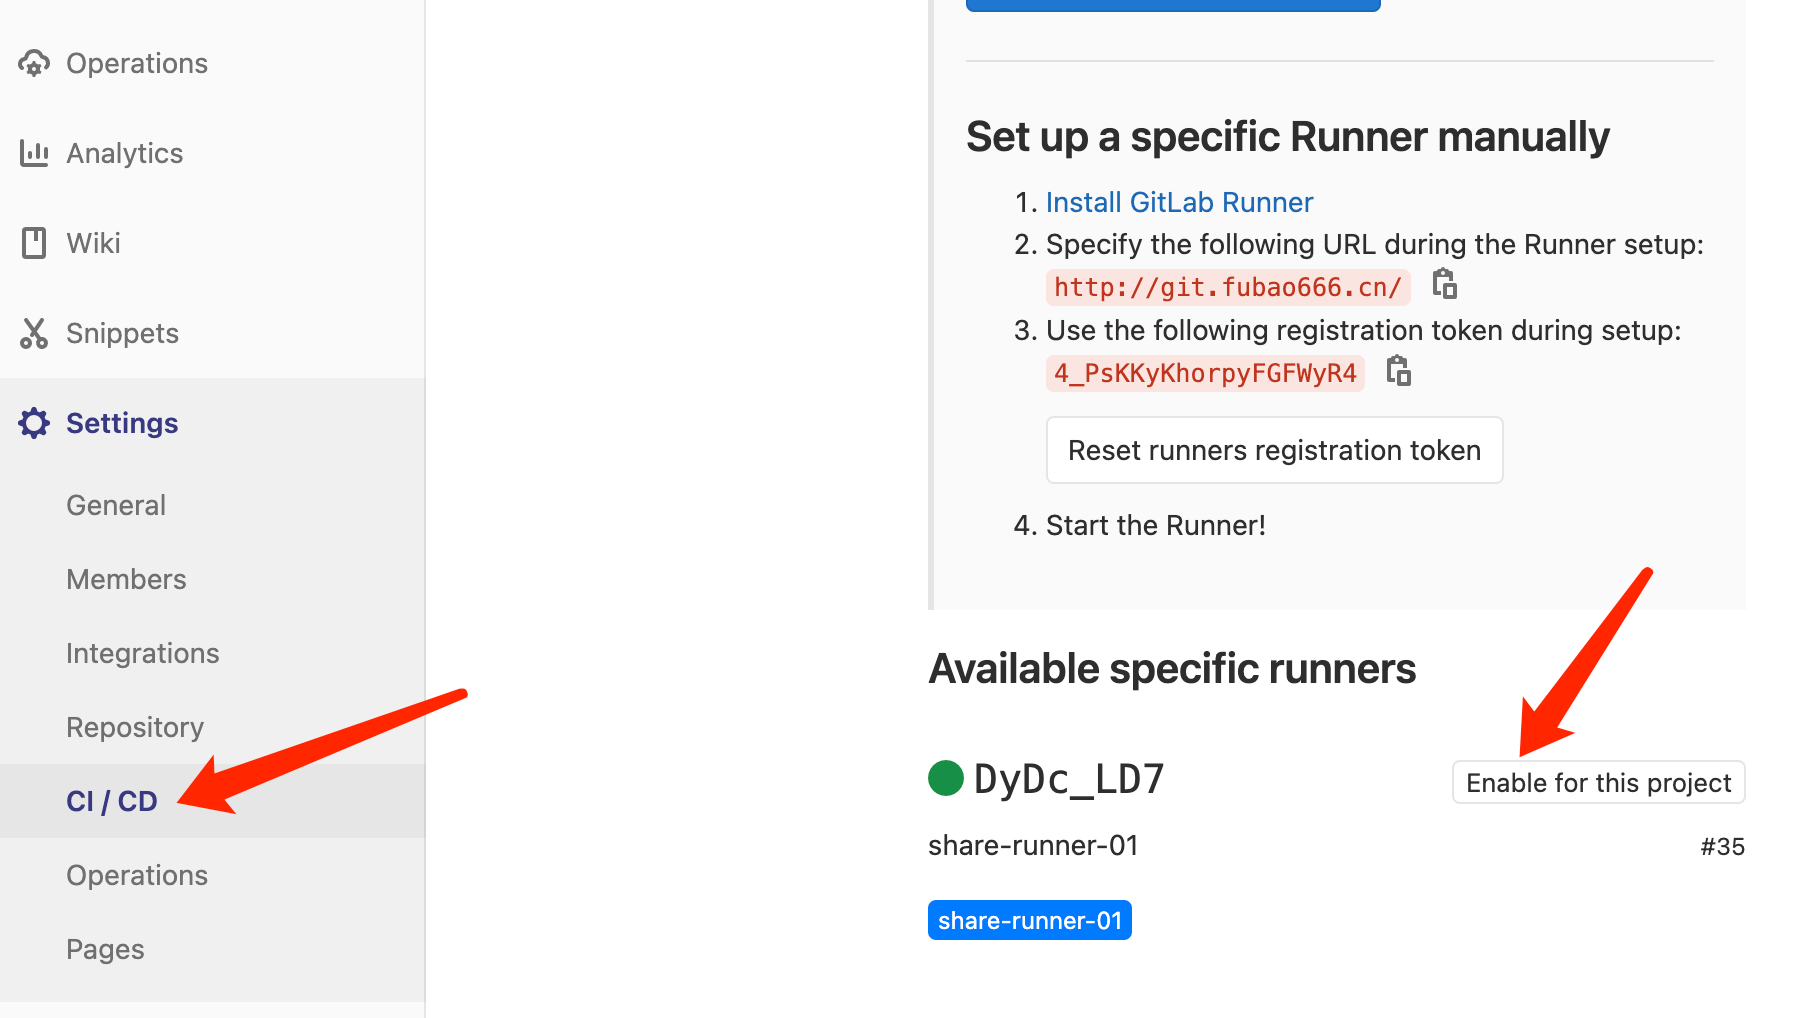 Operations
Analytics
Wiki
Snippets
Settings
General
Members
Integrations
Repository
CI / CD
Operations
Pages
Set up a specific Runner manually
1. Install GitLab Runner
2. Specify the following URL during the Runner setup:
http://git.fubao666.cn/
3. Use the following registration token during setup:
4_PsKKyKhorpyFGFWyR4
Reset runners registration token
4. Start the Runner!
Available specific runners
DyDc_LD7
Enable for this project
share-runner-01
#35
share-runner-01